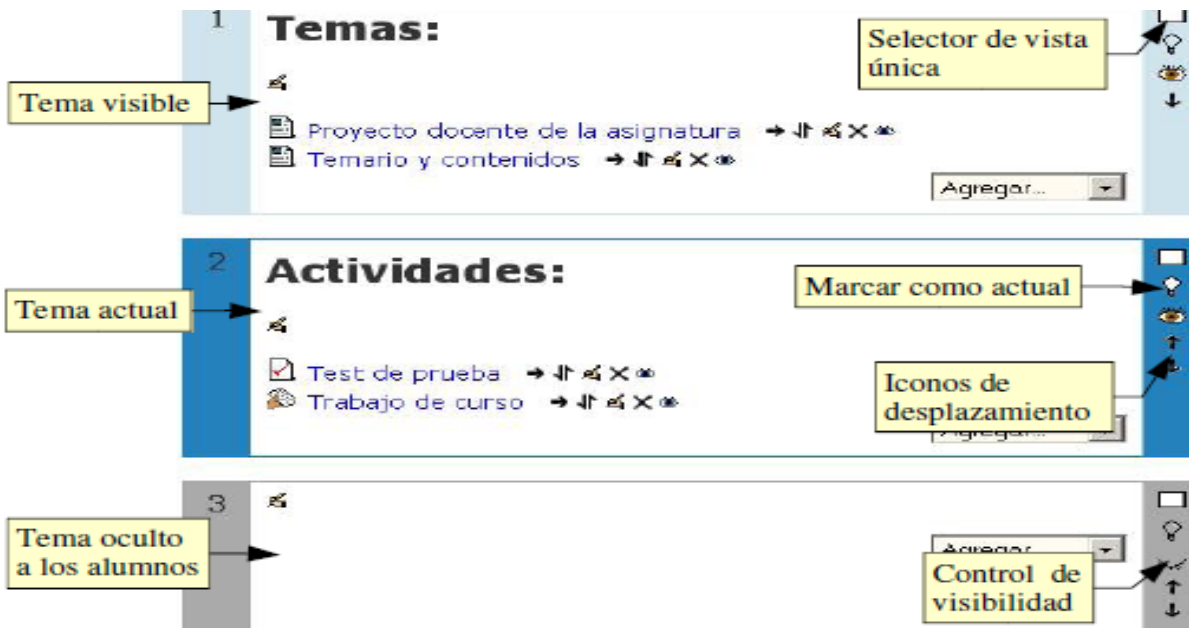 1
Temas:
Selector de vista
única
Tema visible
Proyecto docente de la asignatura
Temario y contenidos
Agregar...
2
Actividades:
Marcar como actual
Tema actual
Test de prueba
Trabajo de curso
Iconos de
desplazamiento
Agregar...
3
Tema oculto
a los alumnos
Agregar...
Control de
visibilidad